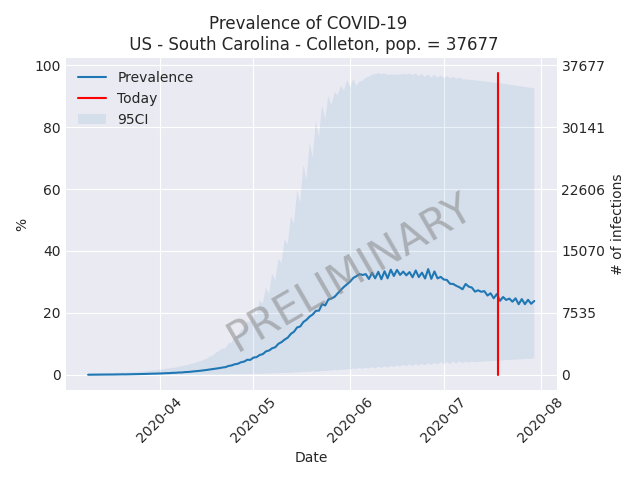 Prevalence of COVID-19
US - South Carolina - Colleton, pop. = 37677
Prevalence
Today
95CI
100
80
60
40
20
0
%
37677
30141
22606
15070
7535
0
# of infections
PRELIMINARY
2020-04
2020-05
2020-06
2020-07
2020-08
Date